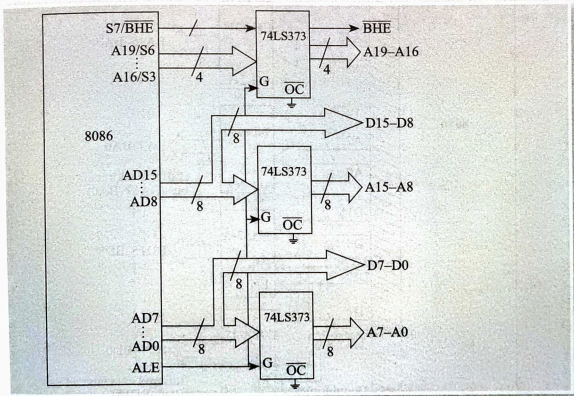 S7/BHE
74LS373
BHE
A19/S6
A19–A16
⋮
A16/S3
4
4
G
OC
8086
8
D15–D8
AD15
74LS373
⋮
A15–A8
AD8
8
8
G
OC
8
D7–D0
AD7
74LS373
⋮
A7–A0
AD0
8
8
ALE
G
OC